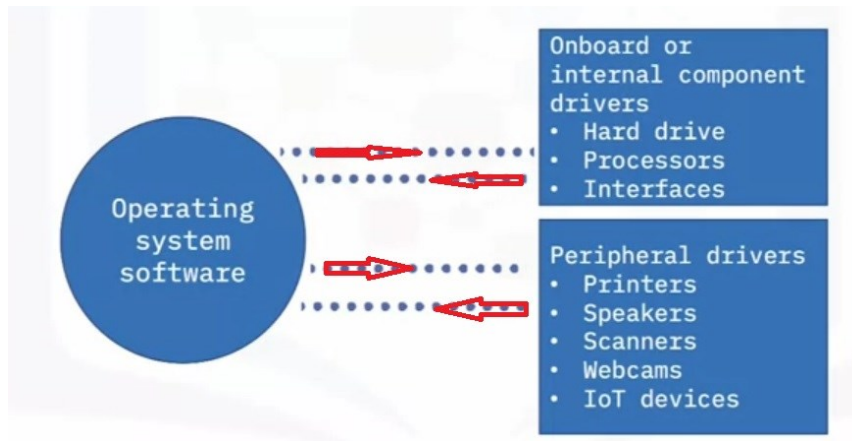 Operating
system
software
Onboard or
internal component
drivers
• Hard drive
• Processors
• Interfaces
Peripheral drivers
• Printers
• Speakers
• Scanners
• Webcams
• IoT devices